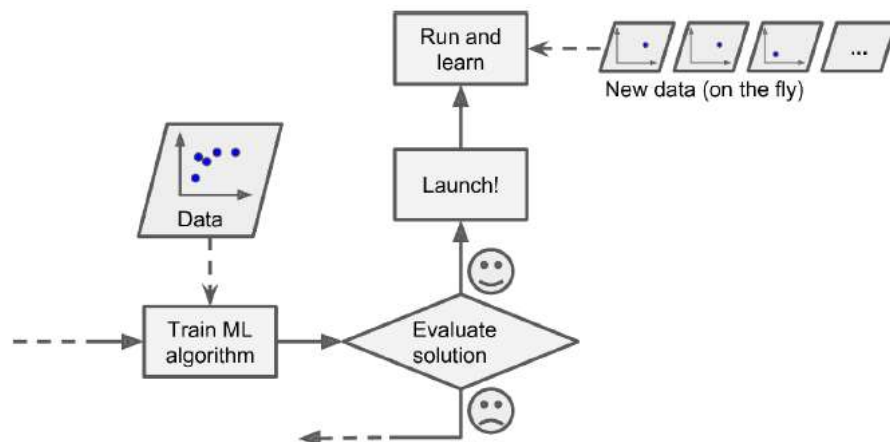 Run and
learn
...
New data (on the fly)
Launch!
Data
Train ML
algorithm
Evaluate
solution